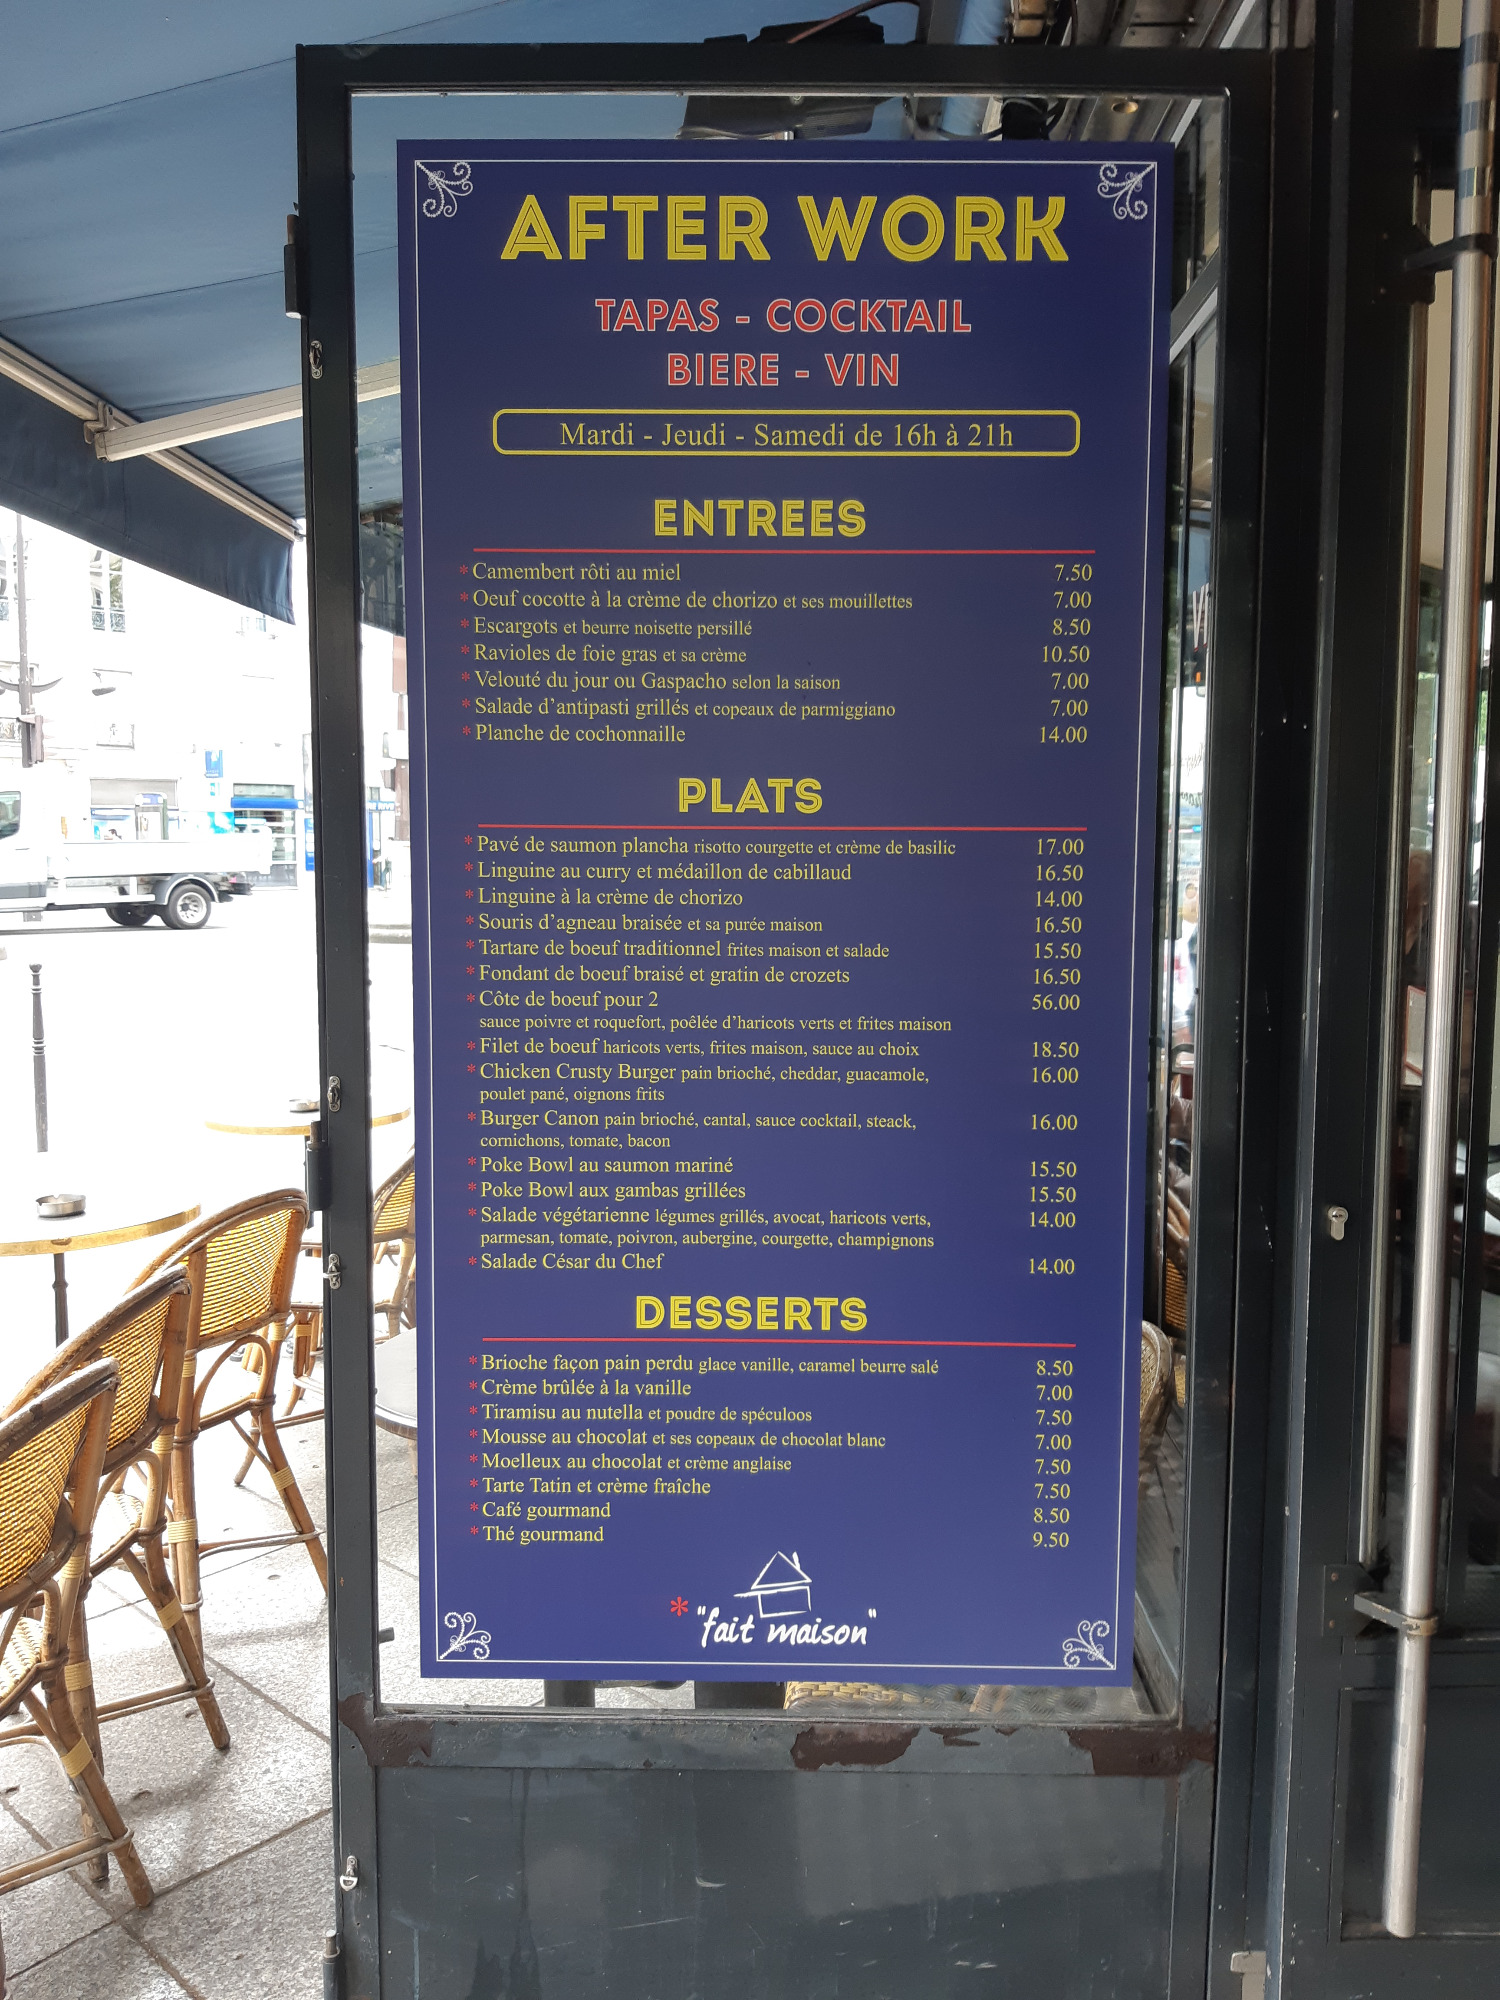 AFTER WORK
TAPAS - COCKTAIL
BIERE - VIN
Mardi - Jeudi - Samedi de 16h à 21h
ENTREES
* Camembert rôti au miel 7.50
* Oeuf cocotte à la crème de chorizo et ses mouillettes 7.00
* Escargots et beurre noisette persillé 8.50
* Ravioles de foie gras et sa crème 10.50
* Velouté du jour ou Gaspacho selon la saison 7.00
* Salade d'antipasti grillés et copeaux de parmiggiano 7.00
* Planche de cochonnaille 14.00
PLATS
* Pavé de saumon plancha risotto courgette et crème de basilic 17.00
* Linguine au curry et médaillon de cabillaud 16.50
* Linguine à la crème de chorizo 14.00
* Souris d'agneau braisée et sa purée maison 16.50
* Tartare de boeuf traditionnel frites maison et salade 15.50
* Fondant de boeuf braisé et gratin de crozets 16.50
* Côte de boeuf pour 2 56.00
sauce poivre et roquefort, poêlée d'haricots verts et frites maison
* Filet de boeuf haricots verts, frites maison, sauce au choix 18.50
* Chicken Crusty Burger pain brioché, cheddar, guacamole, 16.00
poulet pané, oignons frits
* Burger Canon pain brioché, cantal, sauce cocktail, steack, 16.00
cornichons, tomate, bacon
* Poke Bowl au saumon mariné 15.50
* Poke Bowl aux gambas grillées 15.50
* Salade végétarienne légumes grillés, avocat, haricots verts, 14.00
parmesan, tomate, poivron, aubergine, courgette, champignons
* Salade César du Chef 14.00
DESSERTS
* Brioche façon pain perdu glace vanille, caramel beurre salé 8.50
* Crème brûlée à la vanille 7.00
* Tiramisu au nutella et poudre de spéculoos 7.50
* Mousse au chocolat et ses copeaux de chocolat blanc 7.00
* Moelleux au chocolat et crème anglaise 7.50
* Tarte Tatin et crème fraîche 7.50
* Café gourmand 8.50
* Thé gourmand 9.50
* "fait maison"